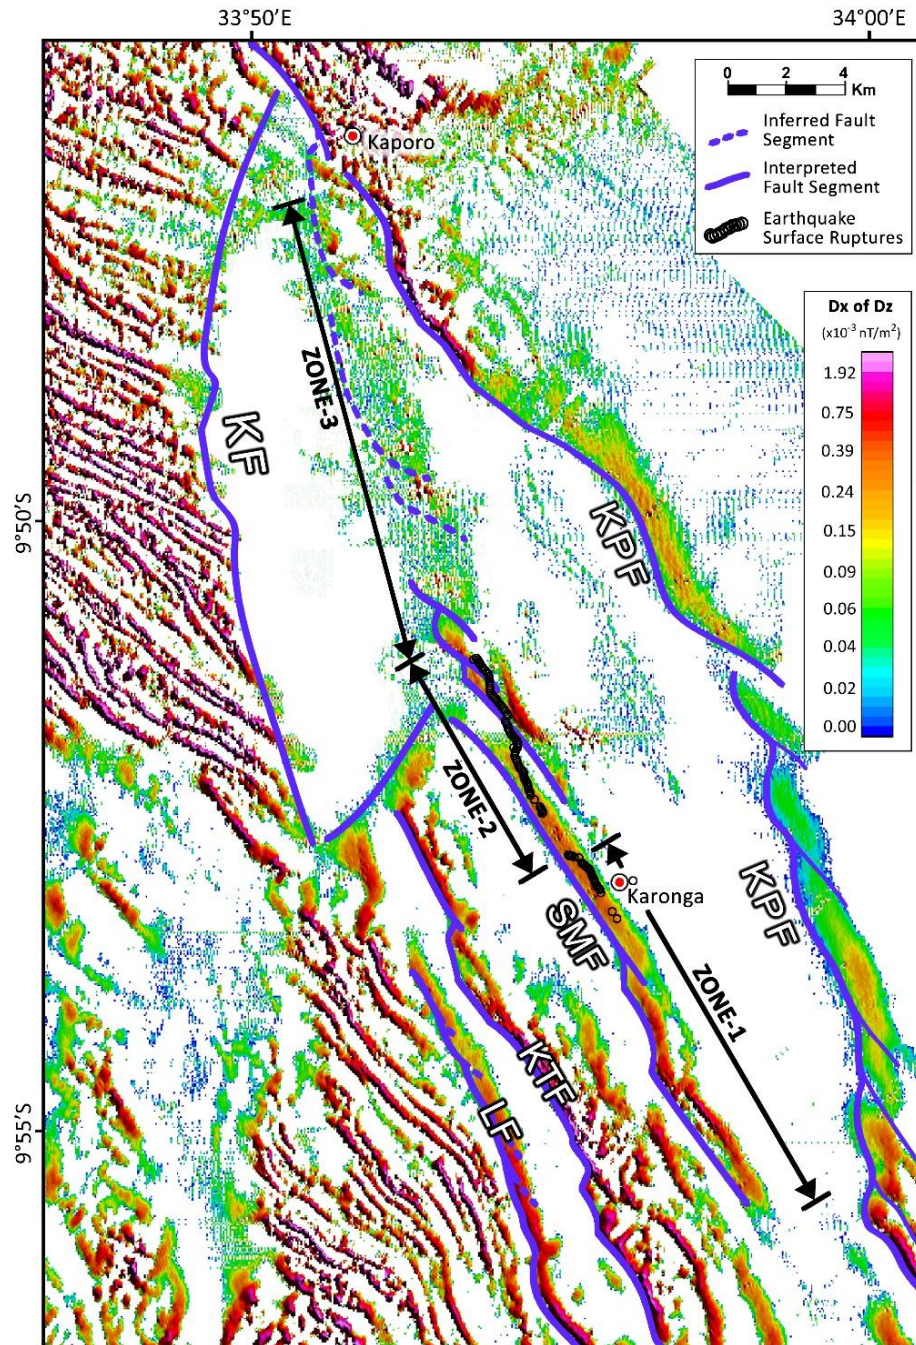 33°50'E
34°00'E
0 2 4 Km
Inferred Fault
Segment
Interpreted
Fault Segment
Earthquake
Surface Ruptures
Dx of Dz
(x10⁻³ nT/m²)
1.92
0.75
0.39
0.24
0.15
0.09
0.06
0.04
0.02
0.00
Kaporo
ZONE-3
KF
9°50'S
KPF
ZONE-2
Karonga
KPF
SMF
ZONE-1
KTF
LF
9°55'S